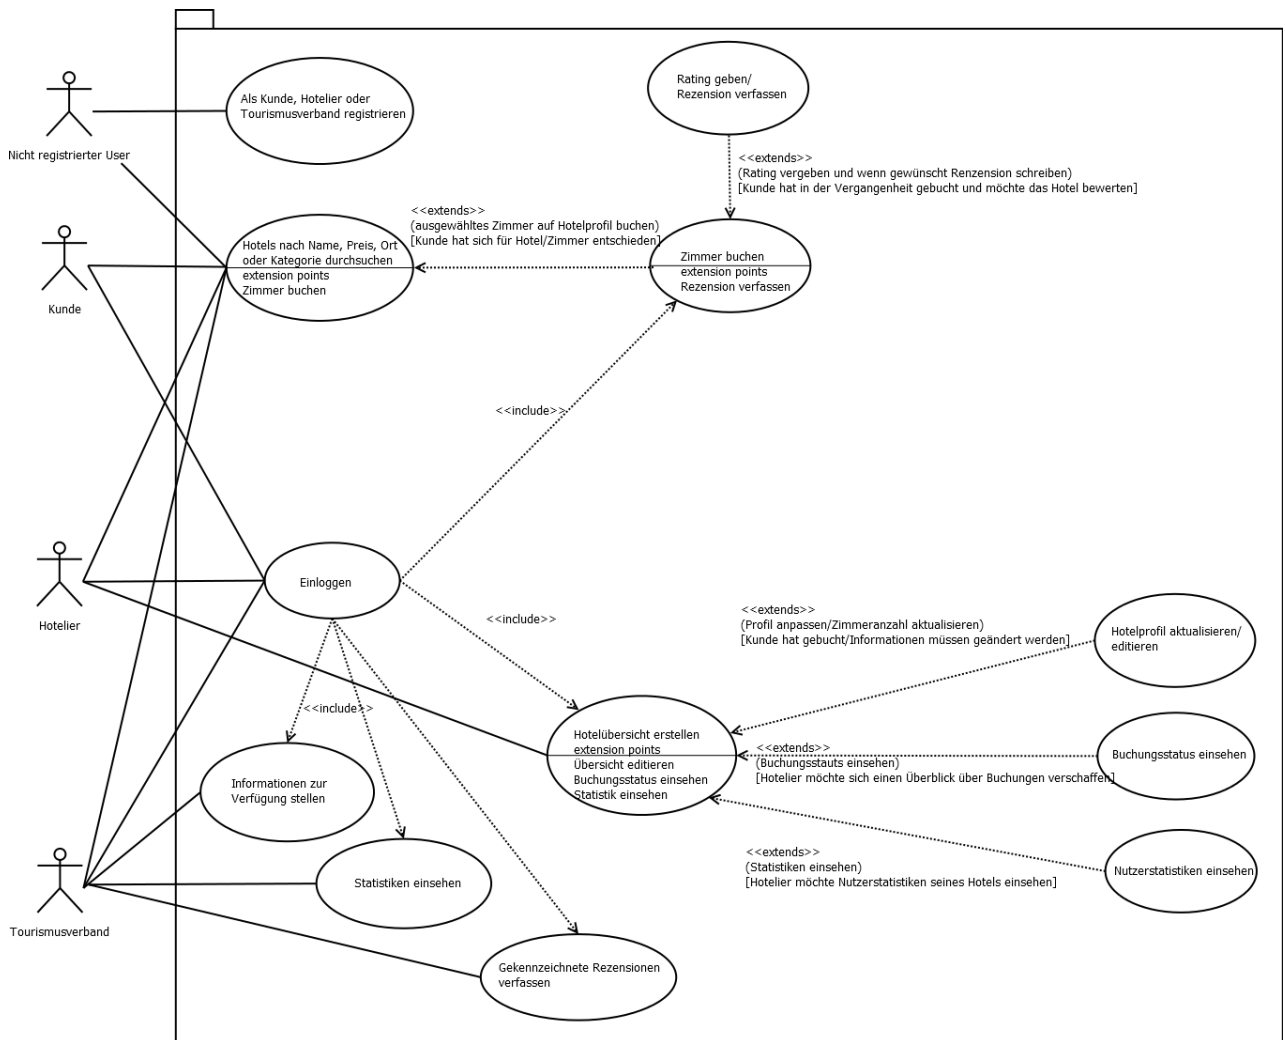 Als Kunde, Hotelier oder
Tourismusverband registrieren
Rating geben/
Rezension verfassen
Nicht registrierter User
<<extends>>
(Rating vergeben und wenn gewünscht Renzension schreiben)
[Kunde hat in der Vergangenheit gebucht und möchte das Hotel bewerten]
<<extends>>
(ausgewähltes Zimmer auf Hotelprofil buchen)
[Kunde hat sich für Hotel/Zimmer entschieden]
Hotels nach Name, Preis, Ort
oder Kategorie durchsuchen
extension points
Zimmer buchen
Zimmer buchen
extension points
Rezension verfassen
Kunde
<<include>>
Einloggen
Hotelier
<<include>>
<<extends>>
(Profil anpassen/Zimmeranzahl aktualisieren)
[Kunde hat gebucht/Informationen müssen geändert werden]
Hotelprofil aktualisieren/
editieren
<<include>>
Hotelübersicht erstellen
extension points
Übersicht editieren
Buchungsstatus einsehen
Statistik einsehen
<<extends>>
(Buchungsstauts einsehen)
[Hotelier möchte sich einen Überblick über Buchungen verschaffen]
Buchungsstatus einsehen
Informationen zur
Verfügung stellen
<<extends>>
(Statistiken einsehen)
[Hotelier möchte Nutzerstatistiken seines Hotels einsehen]
Nutzerstatistiken einsehen
Statistiken einsehen
Tourismusverband
Gekennzeichnete Rezensionen
verfassen